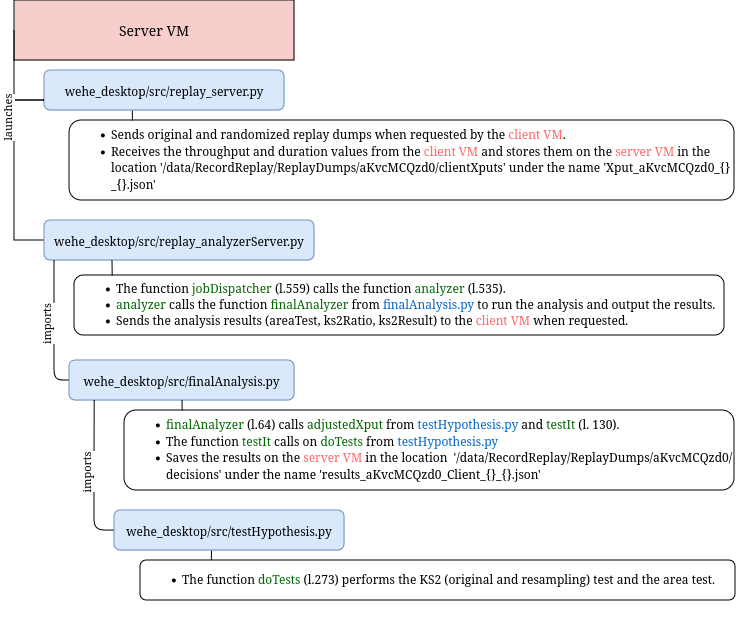 Server VM
launches
wehe_desktop/src/replay_server.py
• Sends original and randomized replay dumps when requested by the client VM.
• Receives the throughput and duration values from the client VM and stores them on the server VM in the
location '/data/RecordReplay/ReplayDumps/aKvcMCQzd0/clientXputs' under the name 'Xput_aKvcMCQzd0_{}
_{}.json'
wehe_desktop/src/replay_analyzerServer.py
• The function jobDispatcher (l.559) calls the function analyzer (l.535).
• analyzer calls the function finalAnalyzer from finalAnalysis.py to run the analysis and output the results.
• Sends the analysis results (areaTest, ks2Ratio, ks2Result) to the client VM when requested.
imports
wehe_desktop/src/finalAnalysis.py
• finalAnalyzer (l.64) calls adjustedXput from testHypothesis.py and testIt (l. 130).
• The function testIt calls on doTests from testHypothesis.py
• Saves the results on the server VM in the location '/data/RecordReplay/ReplayDumps/aKvcMCQzd0/
decisions' under the name 'results_aKvcMCQzd0_Client_{}_{}.json'
imports
wehe_desktop/src/testHypothesis.py
• The function doTests (l.273) performs the KS2 (original and resampling) test and the area test.